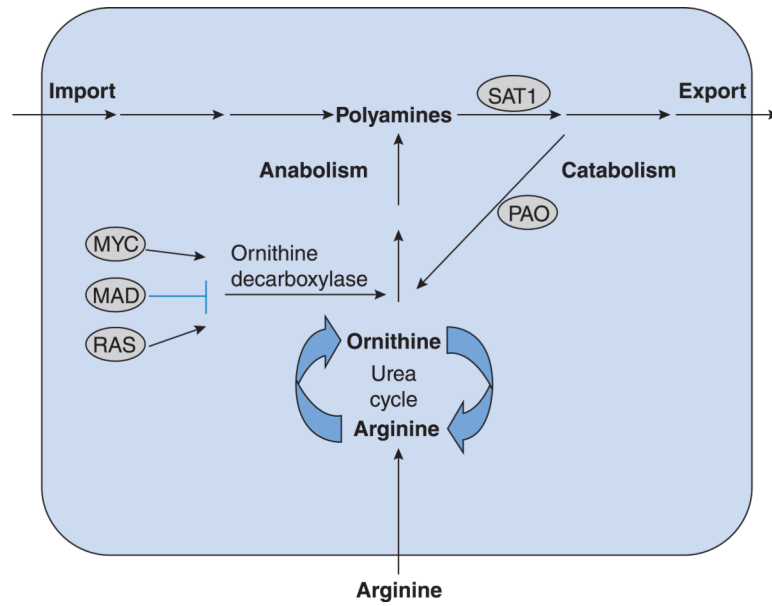 SAT1
Import
Export
Polyamines
Anabolism
Catabolism
PAO
MYC
Ornithine
decarboxylase
MAD
RAS
Ornithine
Urea
cycle
Arginine
Arginine